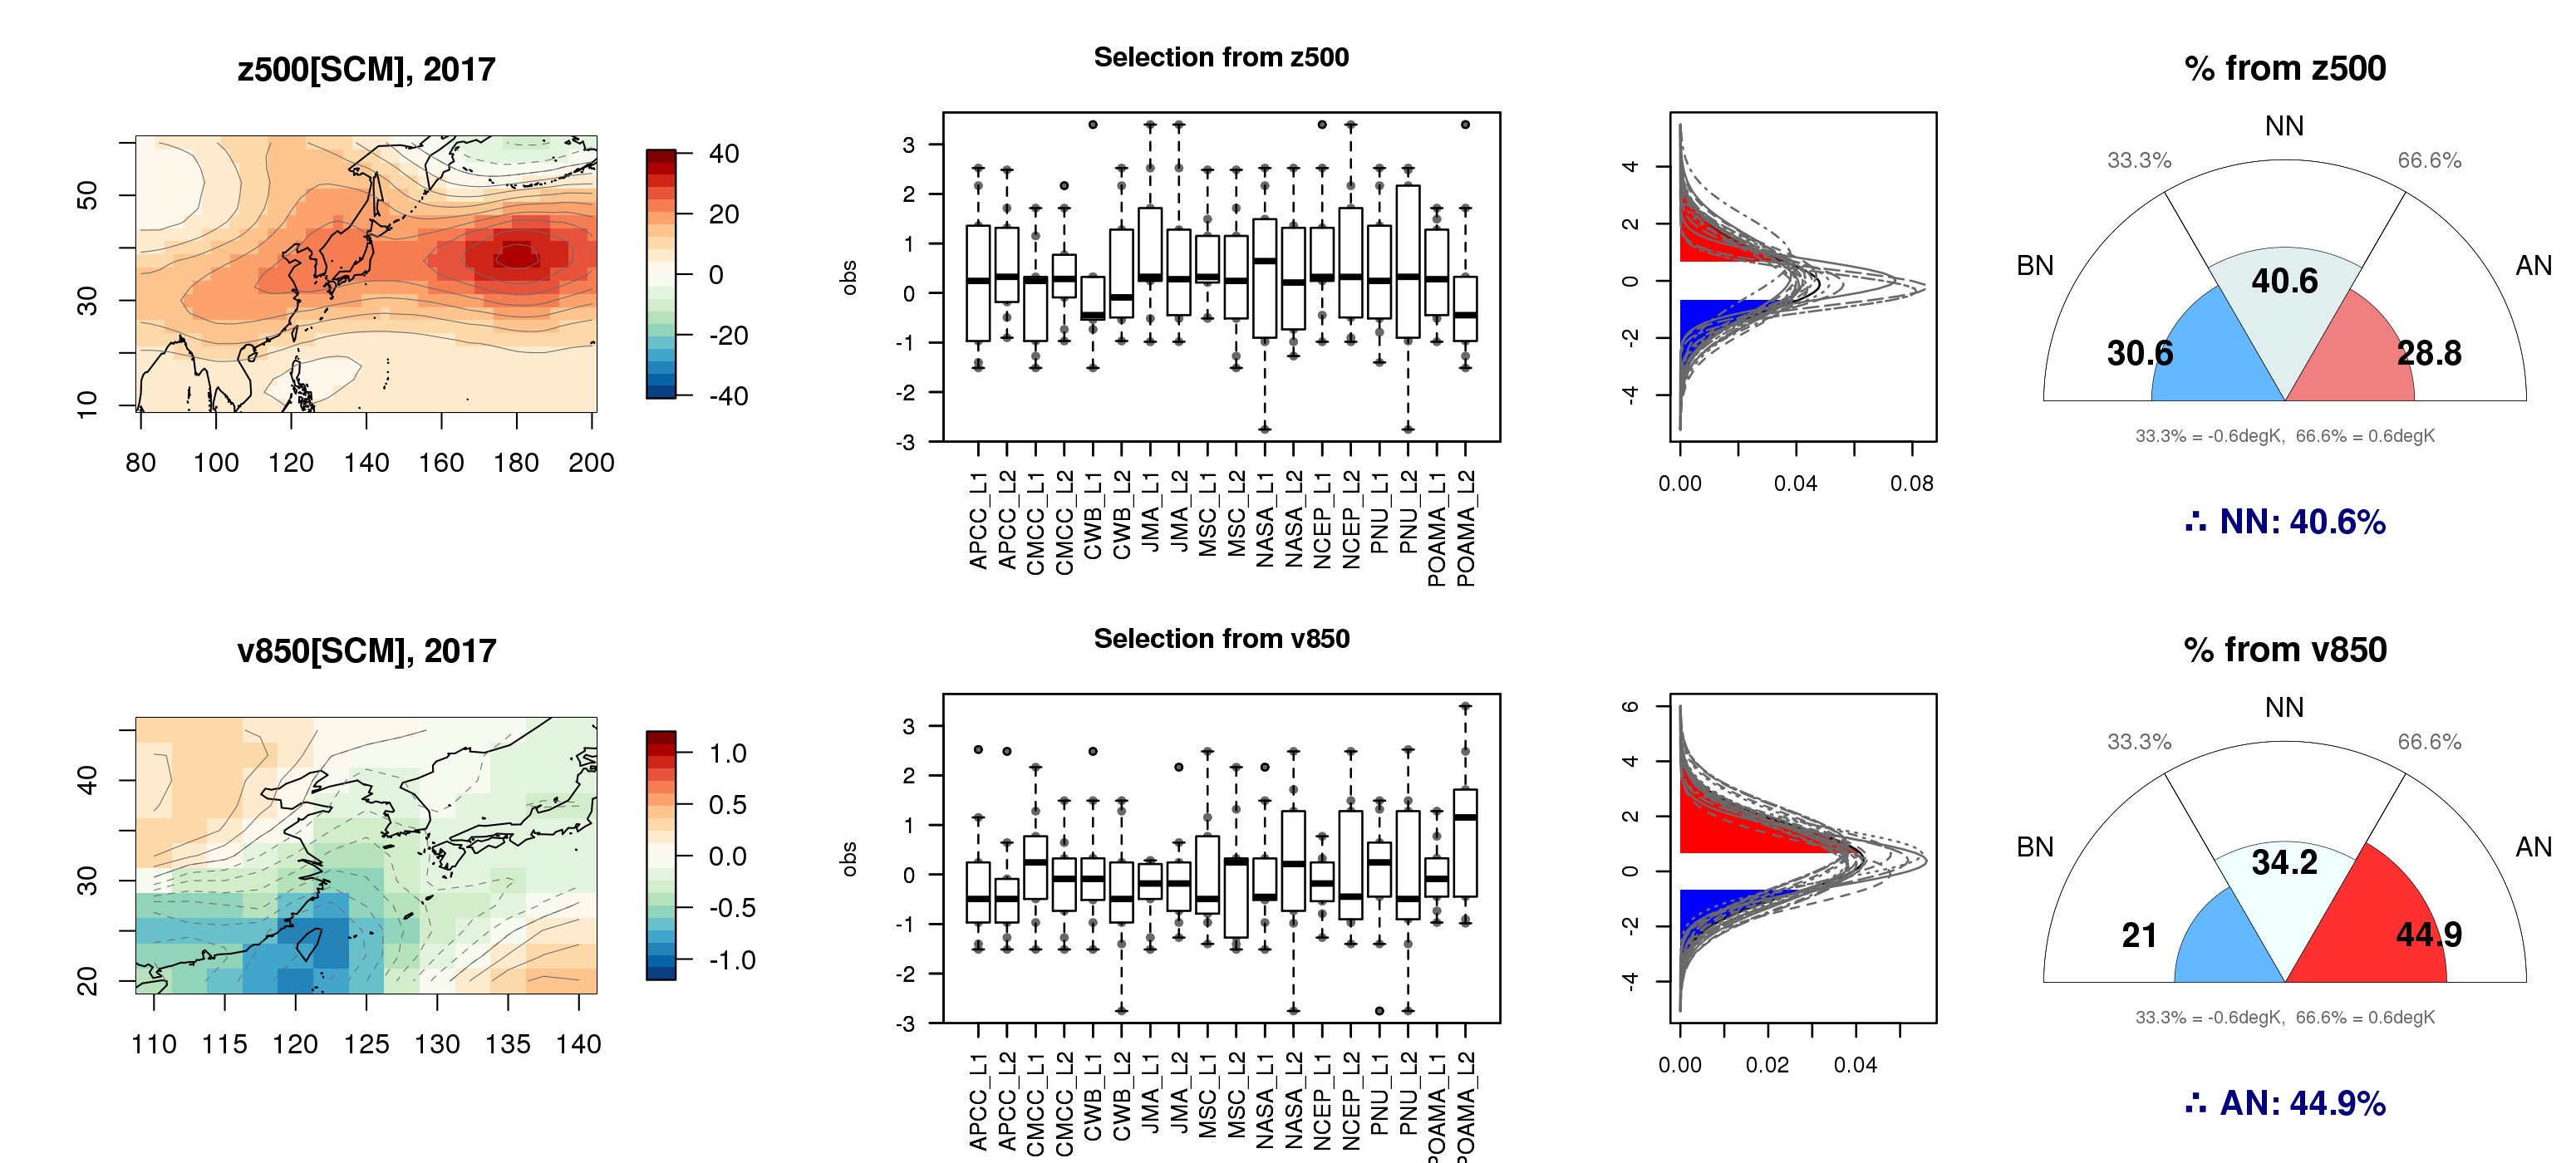 z500[SCM], 2017
50
30
10
80 100 120 140 160 180 200
40
20
0
-20
-40
Selection from z500
obs
3
2
1
0
-1
-2
-3
APCC_L1
APCC_L2
CMCC_L1
CMCC_L2
CWB_L1
CWB_L2
JMA_L1
JMA_L2
MSC_L1
MSC_L2
NASA_L1
NASA_L2
NCEP_L1
NCEP_L2
PNU_L1
PNU_L2
POAMA_L1
POAMA_L2
4
2
0
-2
-4
0.00 0.04 0.08
% from z500
NN
33.3% 66.6%
BN AN
40.6
30.6 28.8
33.3% = -0.6degK, 66.6% = 0.6degK
∴ NN: 40.6%
v850[SCM], 2017
40
30
20
110 115 120 125 130 135 140
1.0
0.5
0.0
-0.5
-1.0
Selection from v850
obs
3
2
1
0
-1
-2
-3
APCC_L1
APCC_L2
CMCC_L1
CMCC_L2
CWB_L1
CWB_L2
JMA_L1
JMA_L2
MSC_L1
MSC_L2
NASA_L1
NASA_L2
NCEP_L1
NCEP_L2
PNU_L1
PNU_L2
POAMA_L1
POAMA_L2
6
4
2
0
-2
-4
0.00 0.02 0.04
% from v850
NN
33.3% 66.6%
BN AN
34.2
21 44.9
33.3% = -0.6degK, 66.6% = 0.6degK
∴ AN: 44.9%